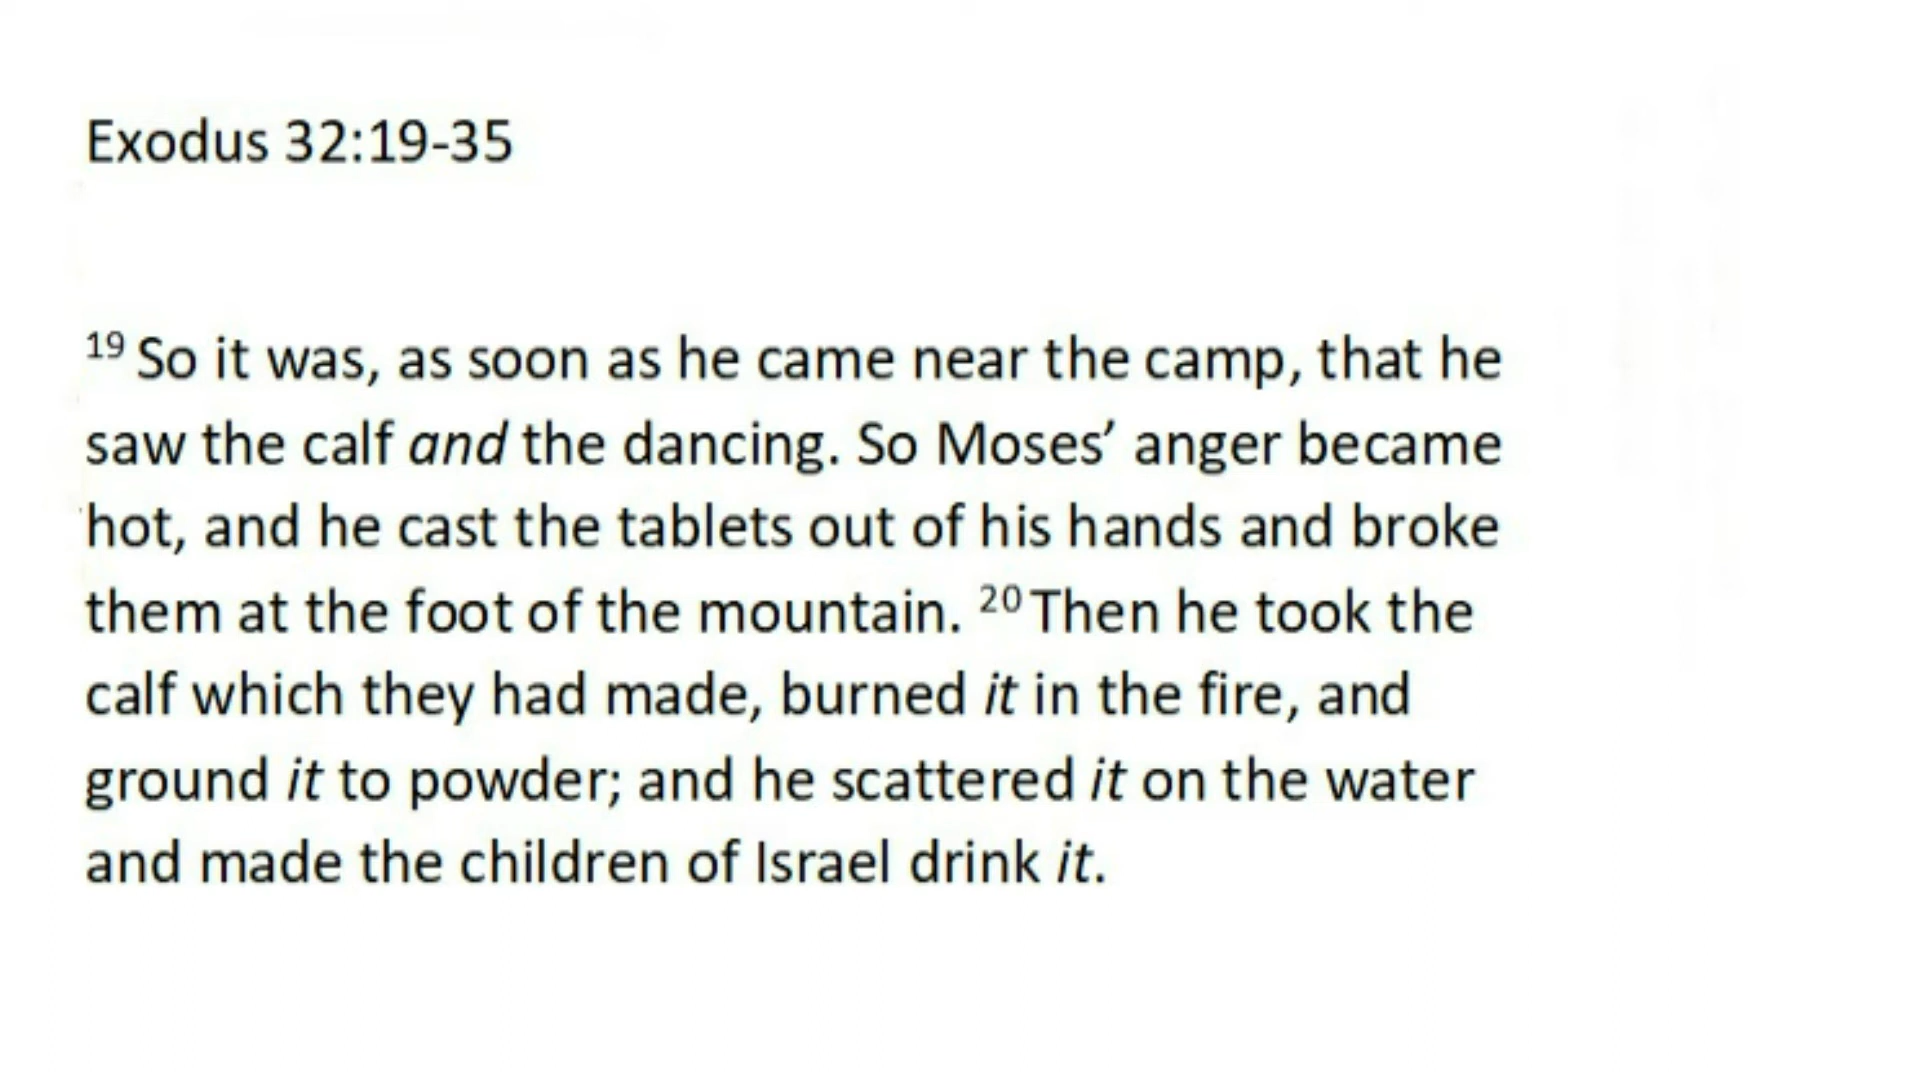 Exodus 32:19-35
19 So it was, as soon as he came near the camp, that he
saw the calf and the dancing. So Moses’ anger became
hot, and he cast the tablets out of his hands and broke
them at the foot of the mountain. 20 Then he took the
calf which they had made, burned it in the fire, and
ground it to powder; and he scattered it on the water
and made the children of Israel drink it.